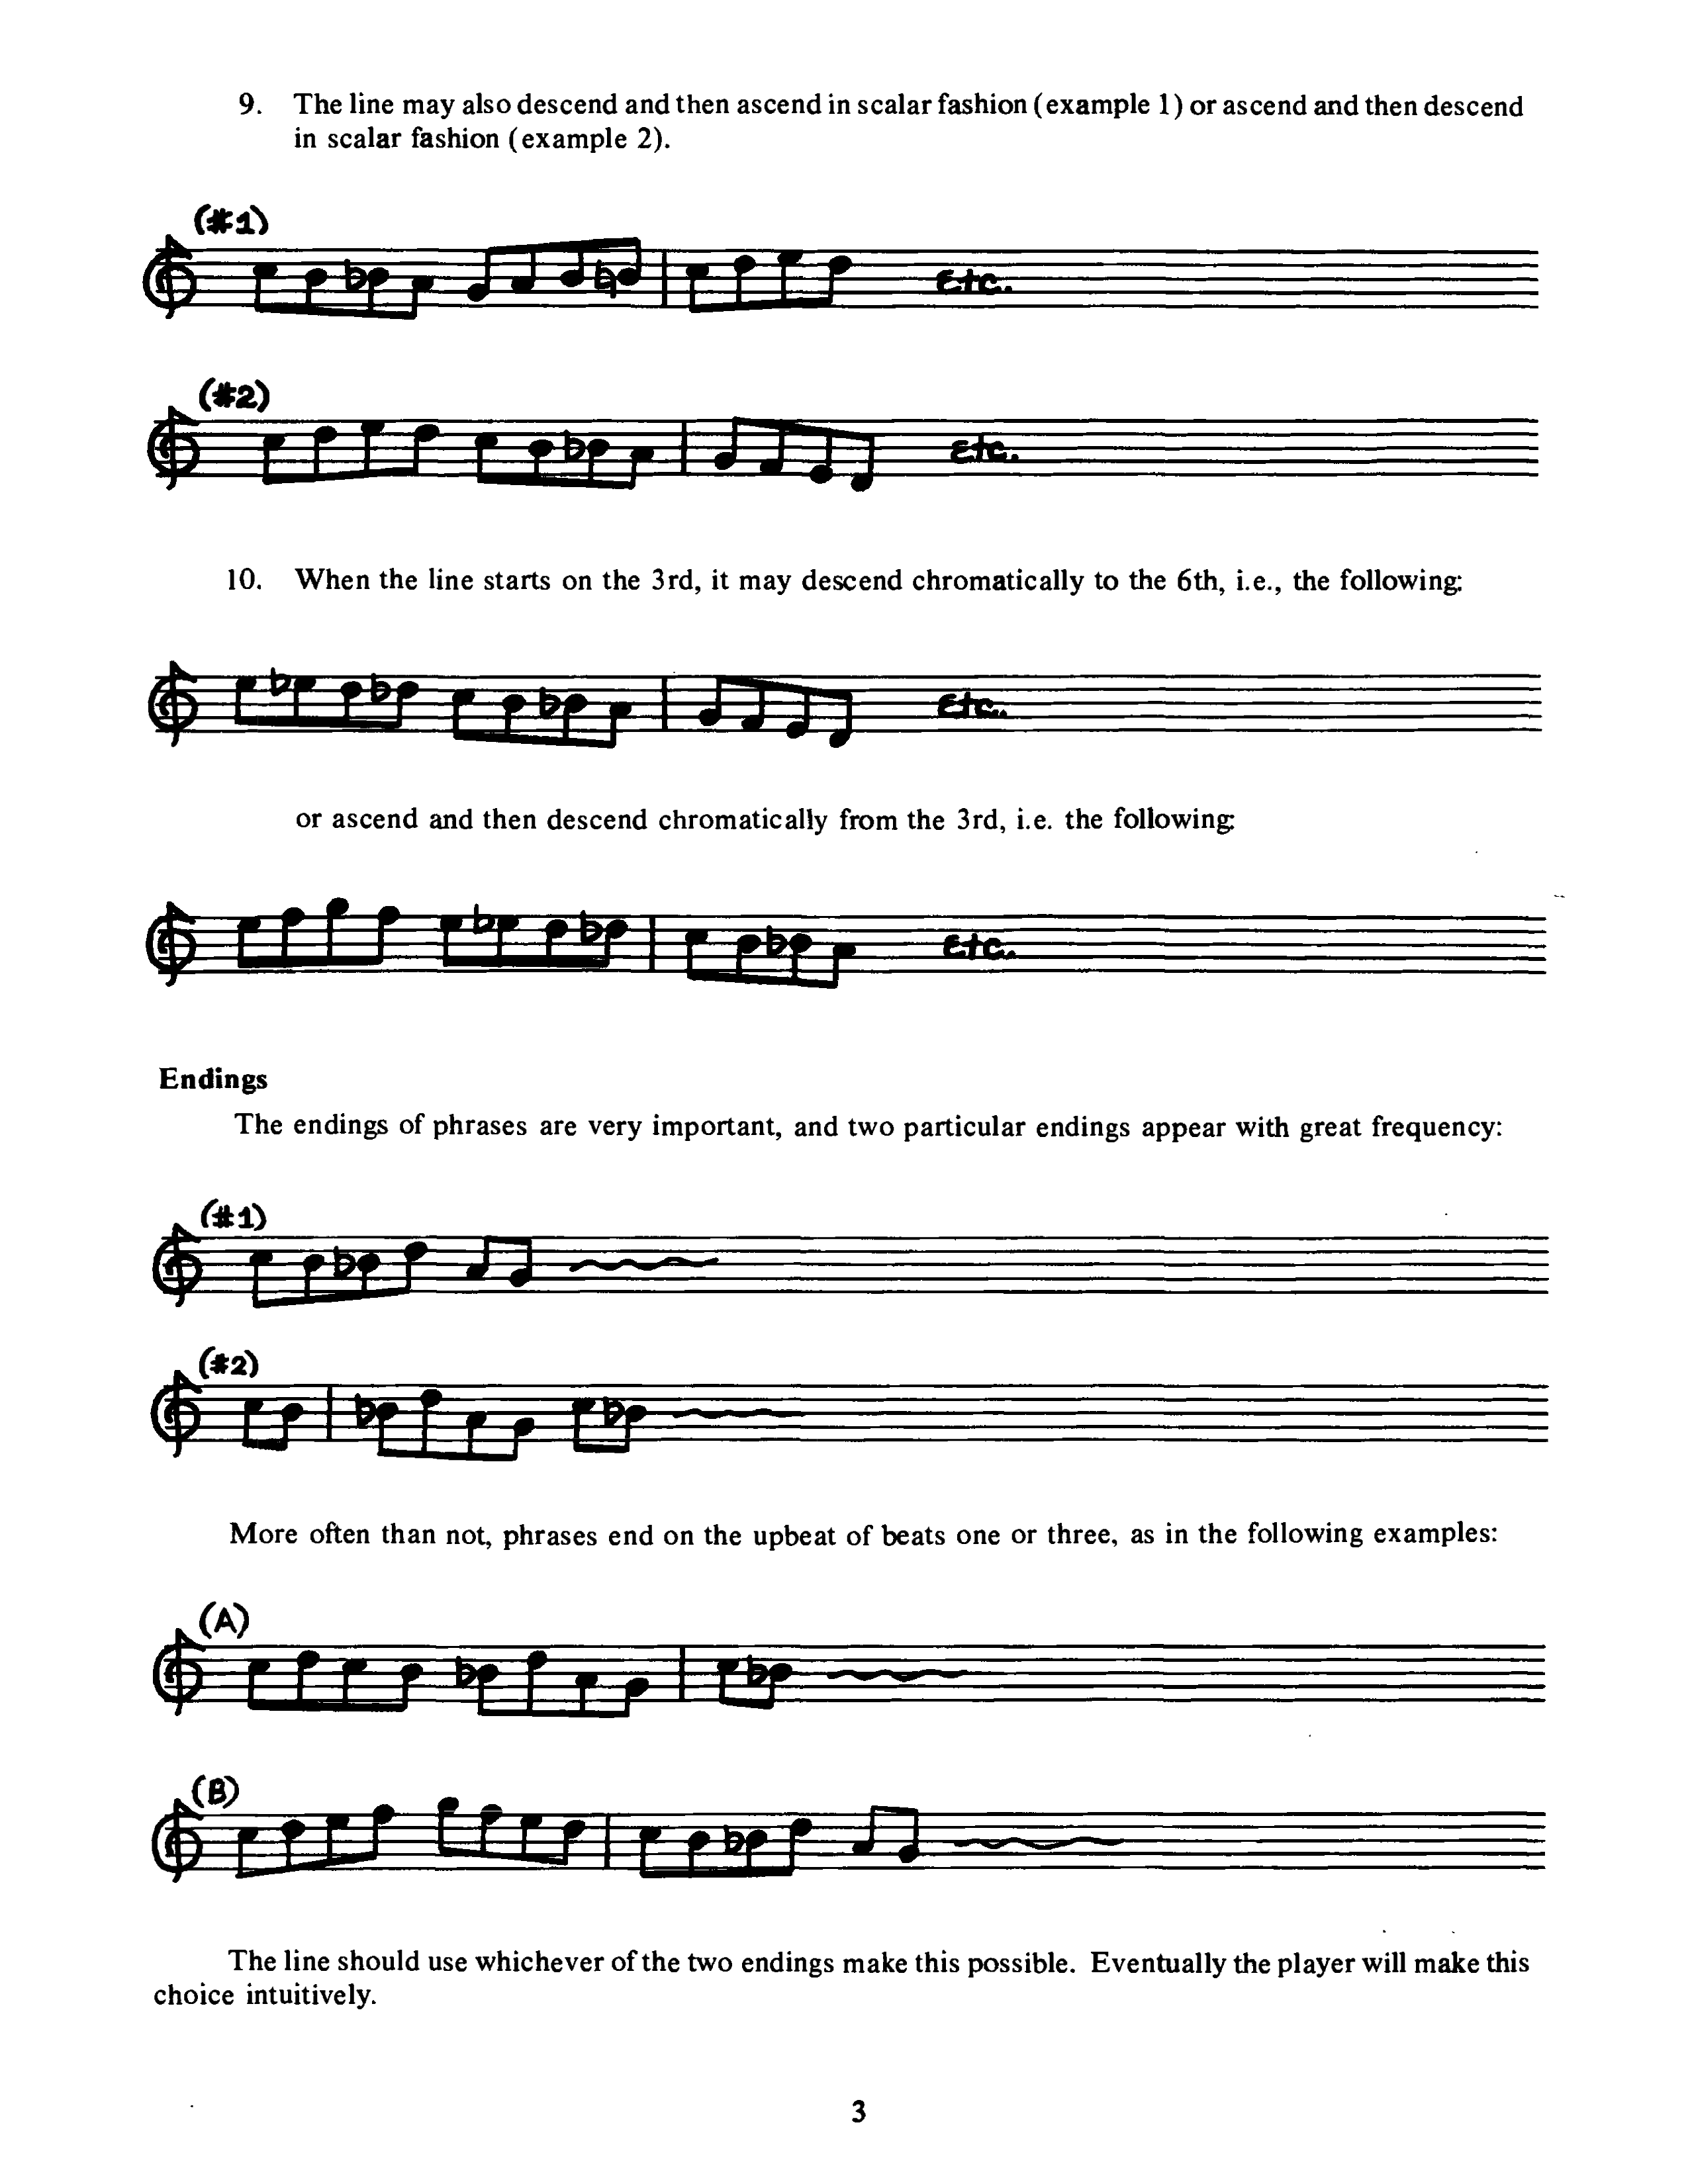 9. The line may also descend and then ascend in scalar fashion (example 1) or ascend and then descend
in scalar fashion (example 2).
(#1)
etc.
(#2)
etc.
10. When the line starts on the 3rd, it may descend chromatically to the 6th, i.e., the following:
etc.
or ascend and then descend chromatically from the 3rd, i.e. the following:
etc.
Endings
The endings of phrases are very important, and two particular endings appear with great frequency:
(#1)
(#2)
More often than not, phrases end on the upbeat of beats one or three, as in the following examples:
(A)
(B)
The line should use whichever of the two endings make this possible. Eventually the player will make this
choice intuitively.
3